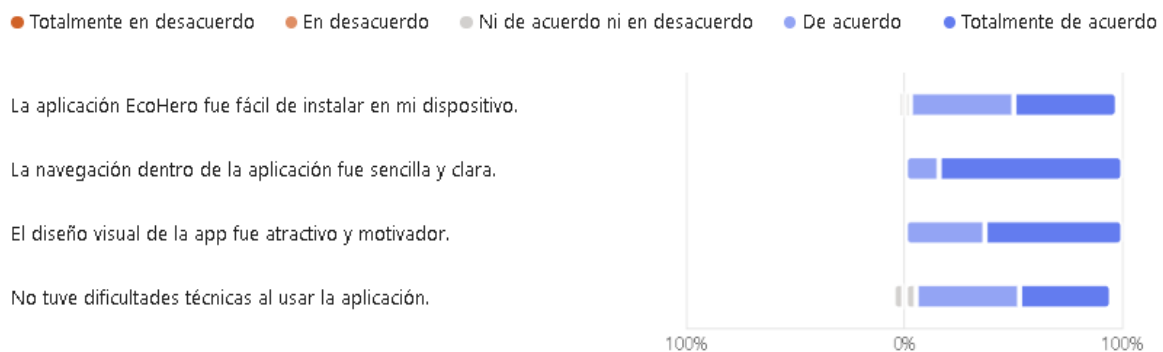 Totalmente en desacuerdo En desacuerdo Ni de acuerdo ni en desacuerdo De acuerdo Totalmente de acuerdo
La aplicación EcoHero fue fácil de instalar en mi dispositivo.
La navegación dentro de la aplicación fue sencilla y clara.
El diseño visual de la app fue atractivo y motivador.
No tuve dificultades técnicas al usar la aplicación.
100% 0% 100%